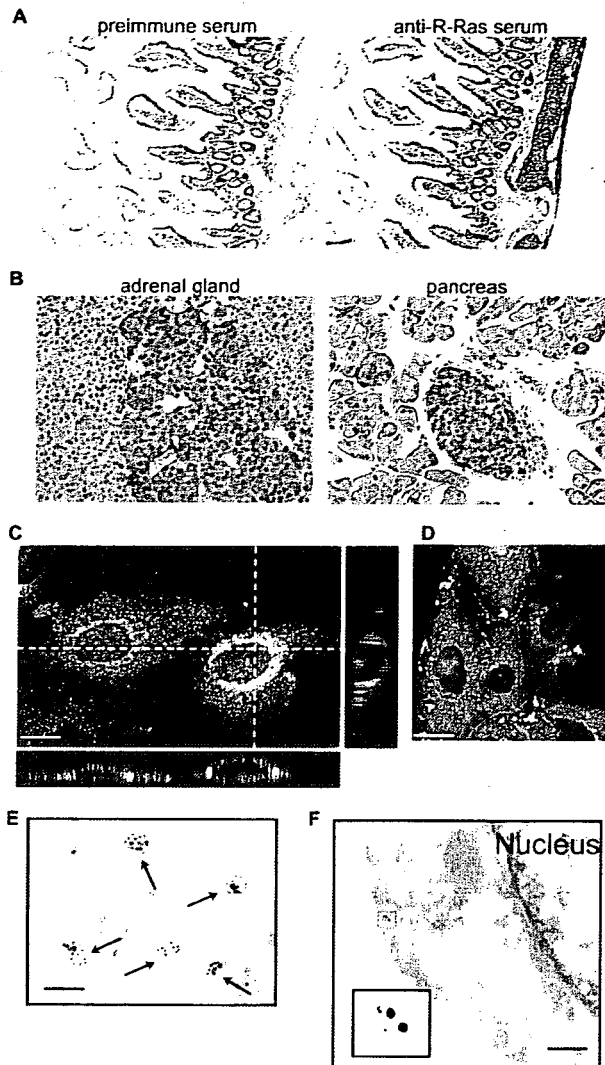 A
preimmune serum anti-R-Ras serum
B
adrenal gland pancreas
C D
E F
Nucleus